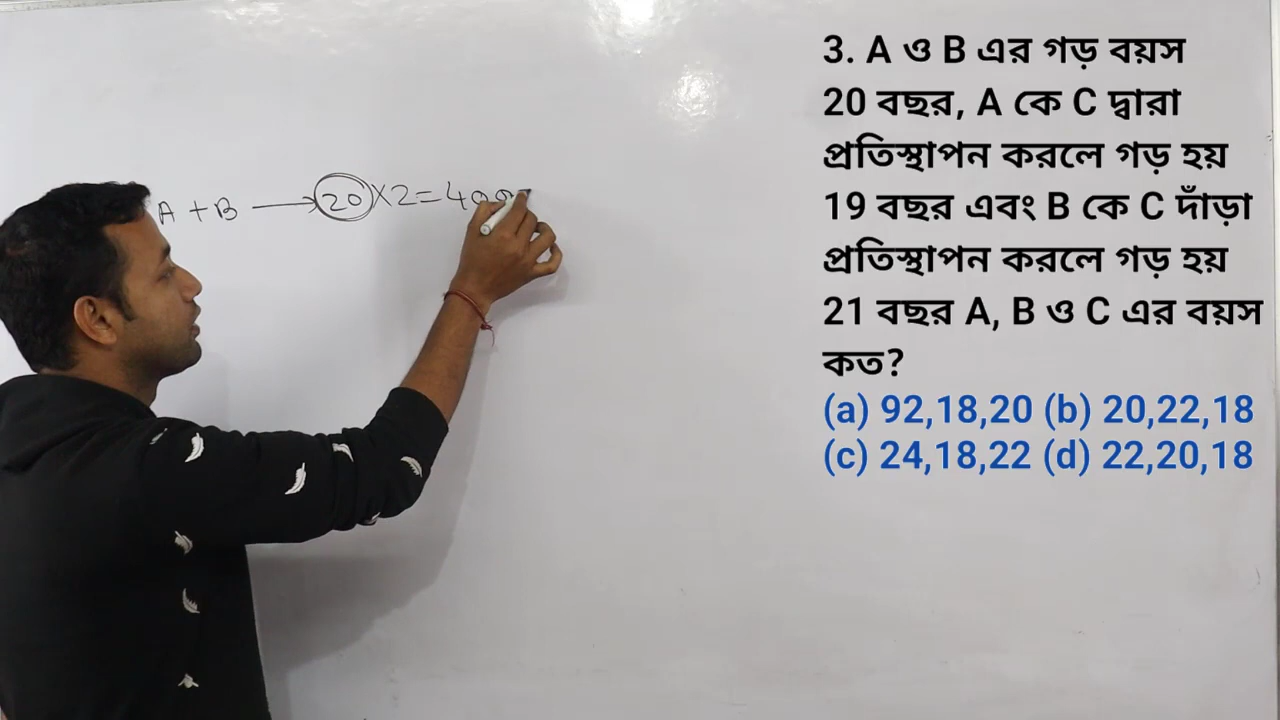 A + B → 20 × 2 = 40
3. A ও B এর গড় বয়স
20 বছর, A কে C দ্বারা
প্রতিস্থাপন করলে গড় হয়
19 বছর এবং B কে C দাঁড়া
প্রতিস্থাপন করলে গড় হয়
21 বছর A, B ও C এর বয়স
কত?
(a) 92,18,20 (b) 20,22,18
(c) 24,18,22 (d) 22,20,18